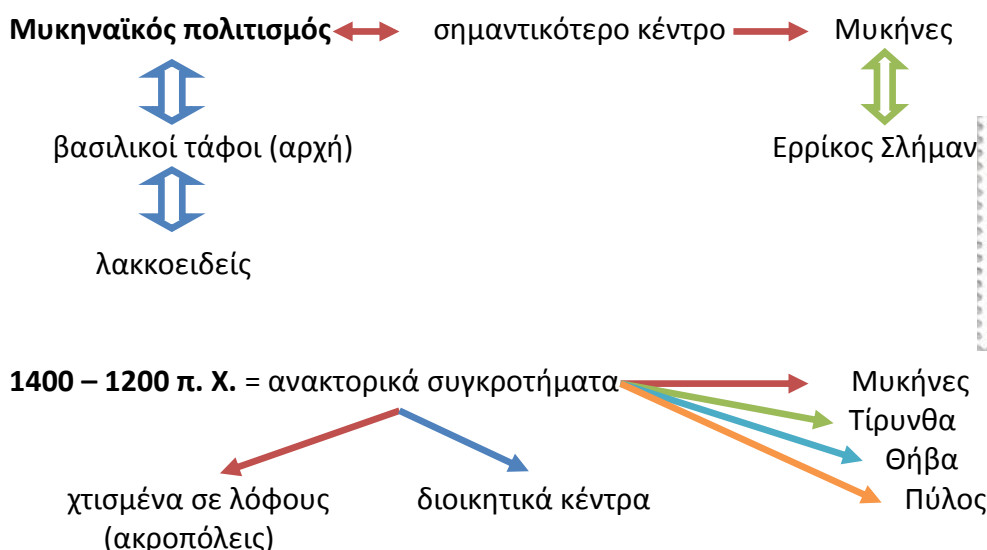 Μυκηναϊκός πολιτισμός σημαντικότερο κέντρο Μυκήνες
βασιλικοί τάφοι (αρχή) Ερρίκος Σλήμαν
λακκοειδείς
1400 – 1200 π. Χ. = ανακτορικά συγκροτήματα Μυκήνες
Τίρυνθα
Θήβα
χτισμένα σε λόφους διοικητικά κέντρα Πύλος
(ακροπόλεις)